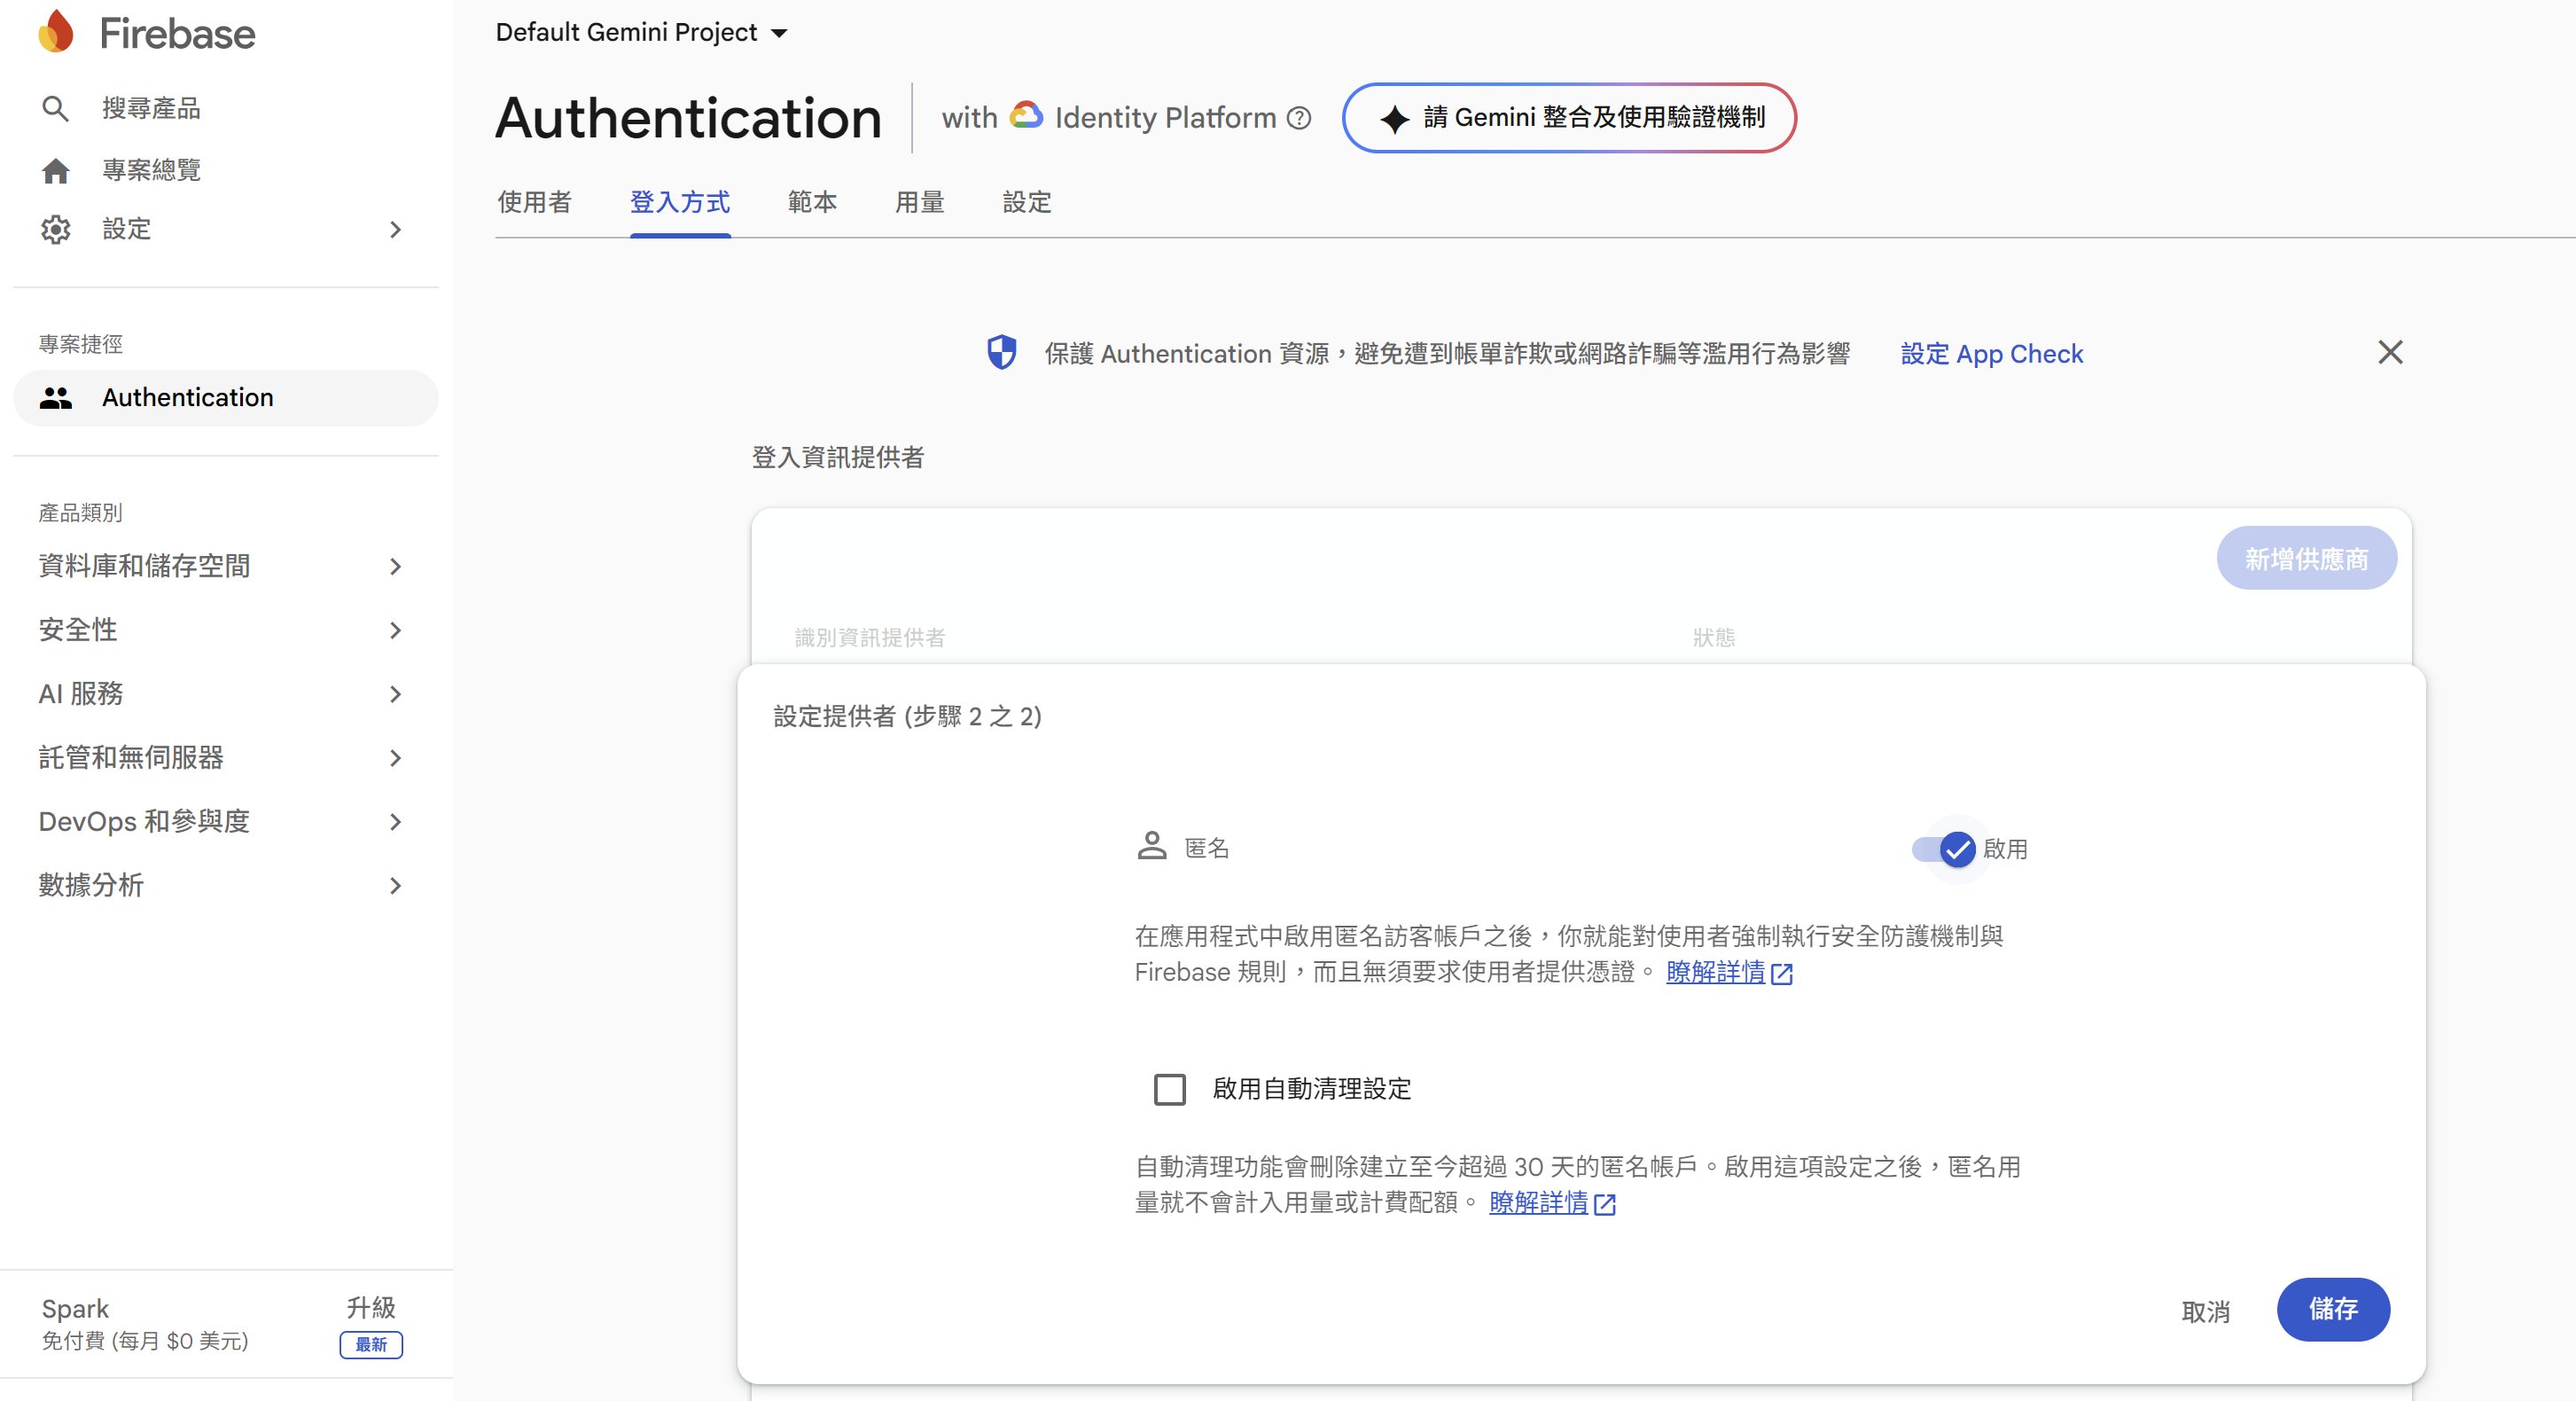 Firebase
搜尋產品
專案總覽
設定
專案捷徑
Authentication
產品類別
資料庫和儲存空間
安全性
AI 服務
託管和無伺服器
DevOps 和參與度
數據分析
Spark
免付費 (每月 $0 美元)
升級
最新
Default Gemini Project
Authentication
with Identity Platform
請 Gemini 整合及使用驗證機制
使用者
登入方式
範本
用量
設定
保護 Authentication 資源，避免遭到帳單詐欺或網路詐騙等濫用行為影響
設定 App Check
登入資訊提供者
新增供應商
識別資訊提供者
狀態
設定提供者 (步驟 2 之 2)
匿名
啟用
在應用程式中啟用匿名訪客帳戶之後，你就能對使用者強制執行安全防護機制與
Firebase 規則，而且無須要求使用者提供憑證。 瞭解詳情
啟用自動清理設定
自動清理功能會刪除建立至今超過 30 天的匿名帳戶。啟用這項設定之後，匿名用
量就不會計入用量或計費配額。 瞭解詳情
取消
儲存